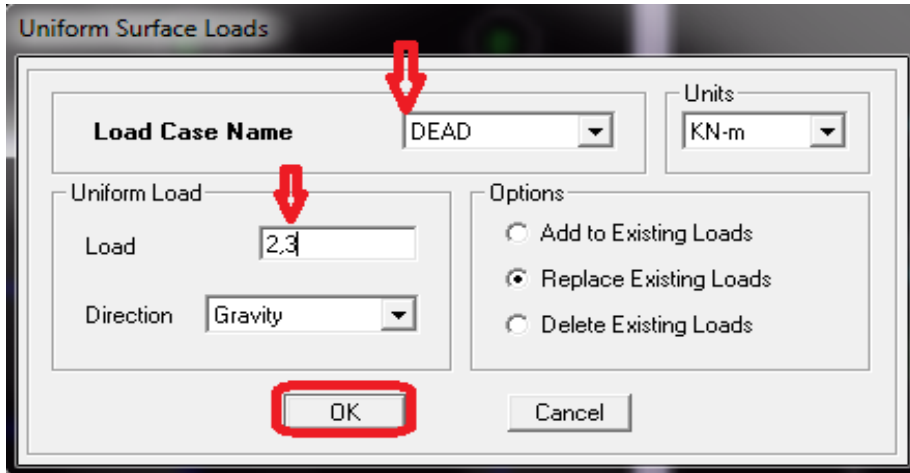 Uniform Surface Loads
Load Case Name
DEAD
Units
KN-m
Uniform Load
Load
2,3
Direction
Gravity
Options
Add to Existing Loads
Replace Existing Loads
Delete Existing Loads
OK
Cancel